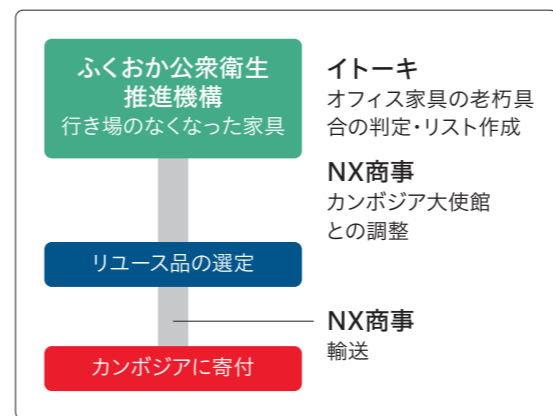 ふくおか公衆衛生
推進機構
行き場のなくなった家具
イトーキ
オフィス家具の老朽具
合の判定・リスト作成
NX商事
カンボジア大使館
との調整
リユース品の選定
NX商事
輸送
カンボジアに寄付